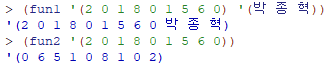 > (fun1 '(2 0 1 8 0 1 5 6 0) '(박 종 혁))
'(2 0 1 8 0 1 5 6 0 박 종 혁)
> (fun2 '(2 0 1 8 0 1 5 6 0))
'(0 6 5 1 0 8 1 0 2)